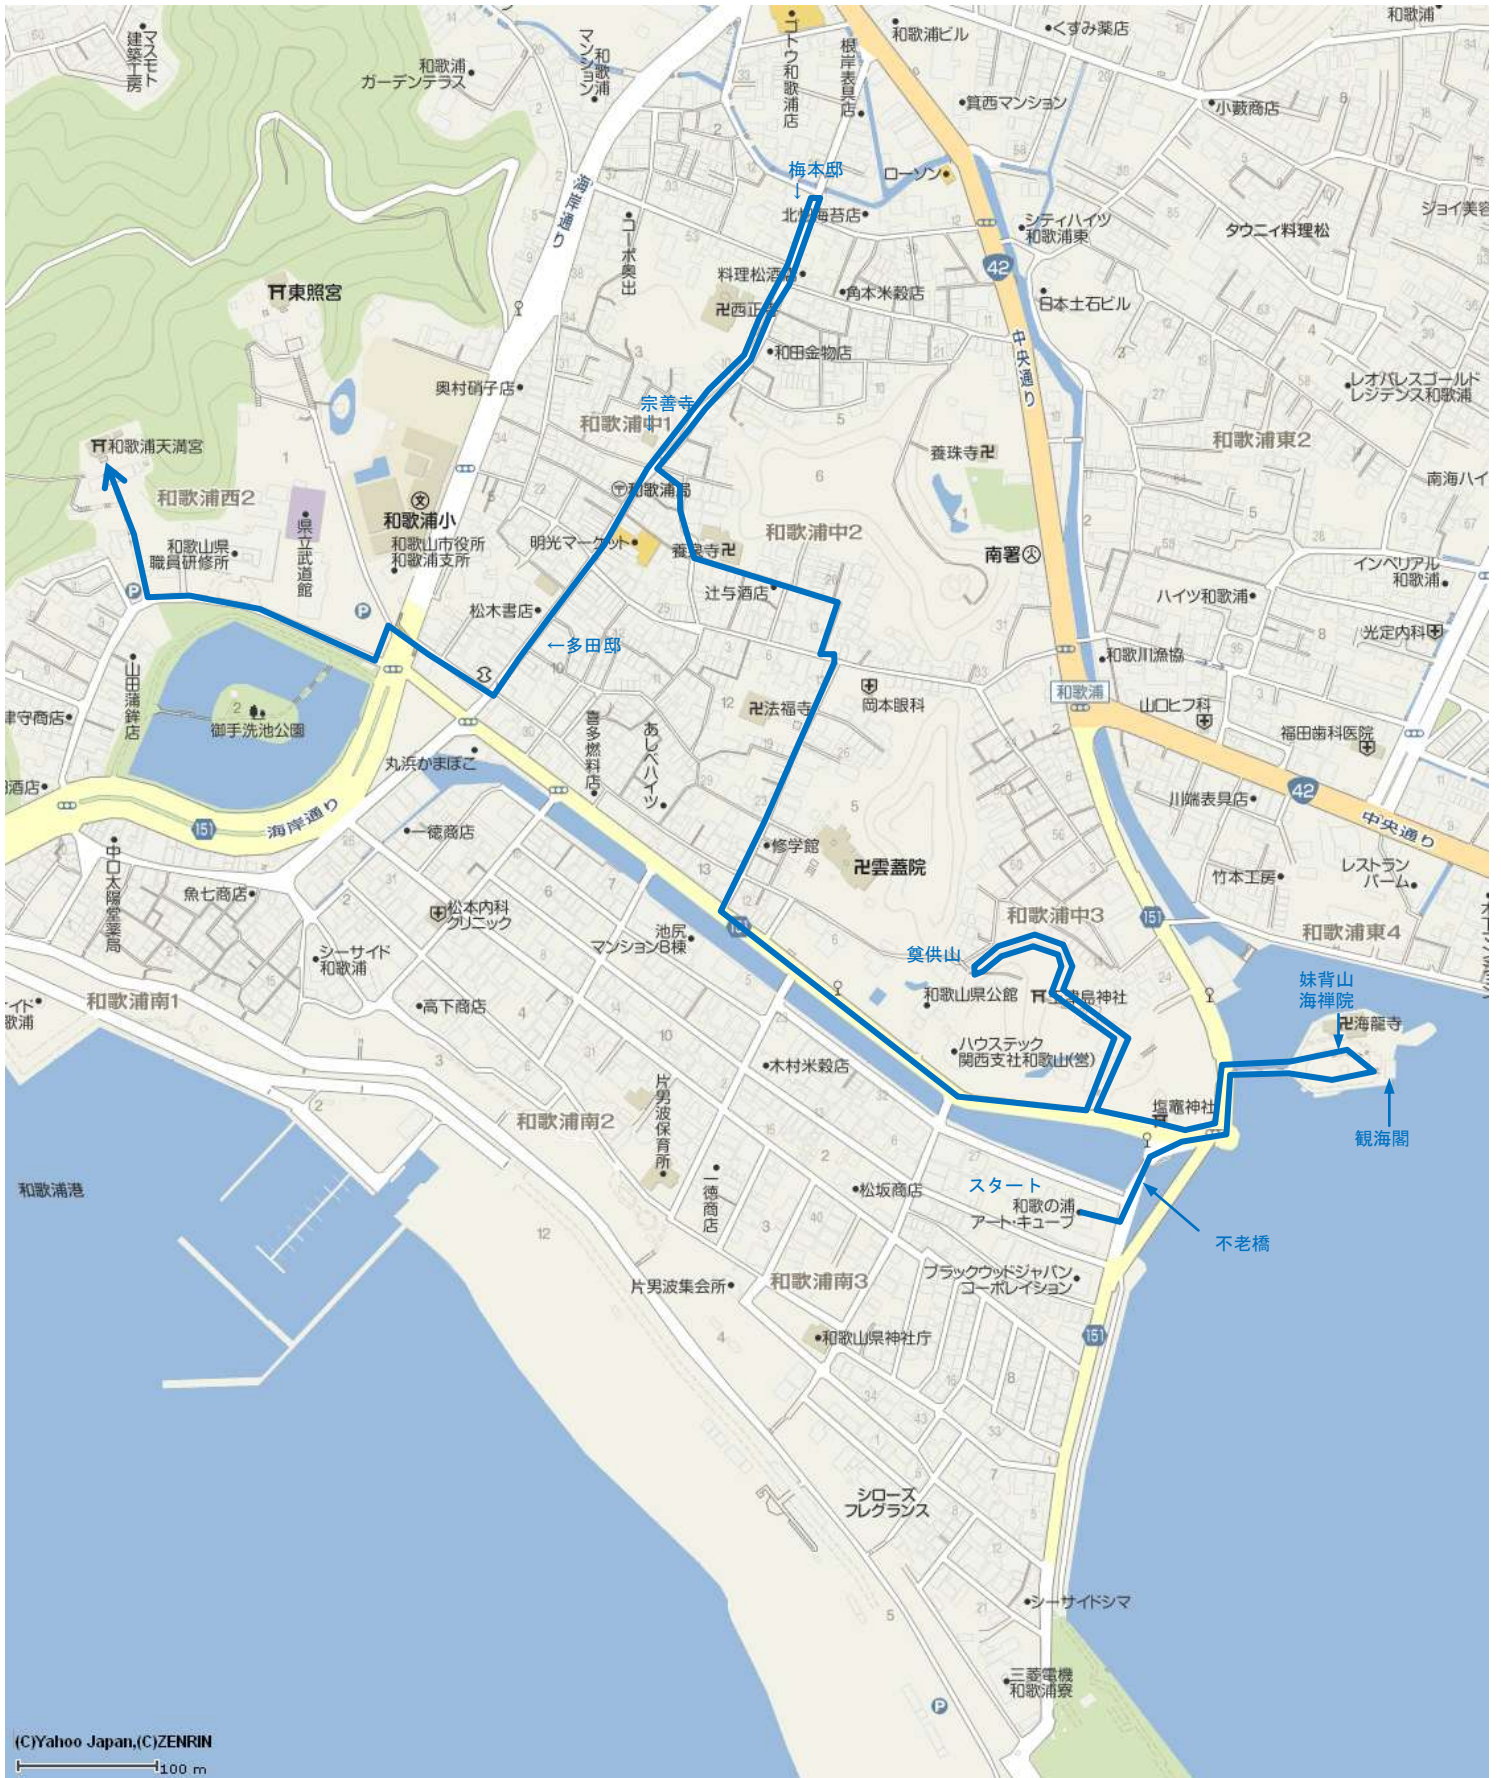 マスモト
建築工房
和歌浦
ガーデンテラス
和歌浦
マンション
ゴトウ和歌浦店
根岸表具店
和歌浦ビル
くすみ薬店
和歌浦
箕西マンション
小藪商店
梅本邸
↓
ローソン
海岸通り
コーポ奥出
シティハイツ
和歌浦東
タウニィ料理松
ジョイ美容
42
東照宮
料理松酒店
角本米穀店
日本土石ビル
和田金物店
中央通り
奥村硝子店
レオパレスゴールド
レジデンス和歌浦
宗善寺
↓
和歌浦中1
和歌浦天満宮
養珠寺
和歌浦東2
南海ハイ
和歌浦西2
和歌浦局
和歌浦小
和歌山市役所
和歌浦支所
県立武道館
和歌山県
職員研修所
明光マーケット
和歌浦中2
南署
インペリアル
和歌浦
辻与酒店
ハイツ和歌浦
松木書店
←多田邸
光定内科
和歌川漁協
山田蒲鉾店
津守商店
御手洗池公園
法福寺
岡本眼科
和歌浦
山口ヒフ科
福田歯科医院
喜多燃料店
あしべハイツ
丸浜かまぼこ
酒店
151
海岸通り
川端表具店
42
中央通り
一徳商店
中口太陽堂薬局
修学館
雲蓋院
レストラン
バーム
竹本工房
魚七商店
松本内科
クリニック
和歌浦中3
151
和歌浦東4
池尻
マンションB棟
シーサイド
和歌浦
奠供山
妹背山
海禅院
和歌浦南1
高下商店
和歌山県公館
海龍寺
ハウステック
関西支社和歌山(営)
木村米穀店
片男波保育所
塩竈神社
和歌浦南2
観海閣
和歌浦港
一徳商店
松坂商店
スタート
和歌の浦
アート・キューブ
不老橋
和歌浦南3
ブラックウッドジャパン
コーポレイション
片男波集会所
和歌山県神社庁
151
シローズ
フレグランス
シーサイドシマ
三菱電機
和歌浦寮
P
(C)Yahoo Japan,(C)ZENRIN
100 m